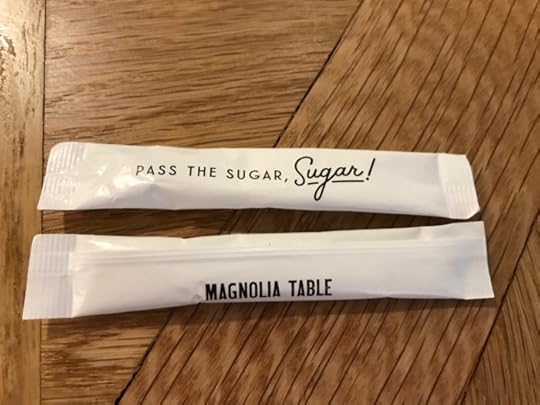 PASS THE SUGAR, Sugar!
MAGNOLIA TABLE